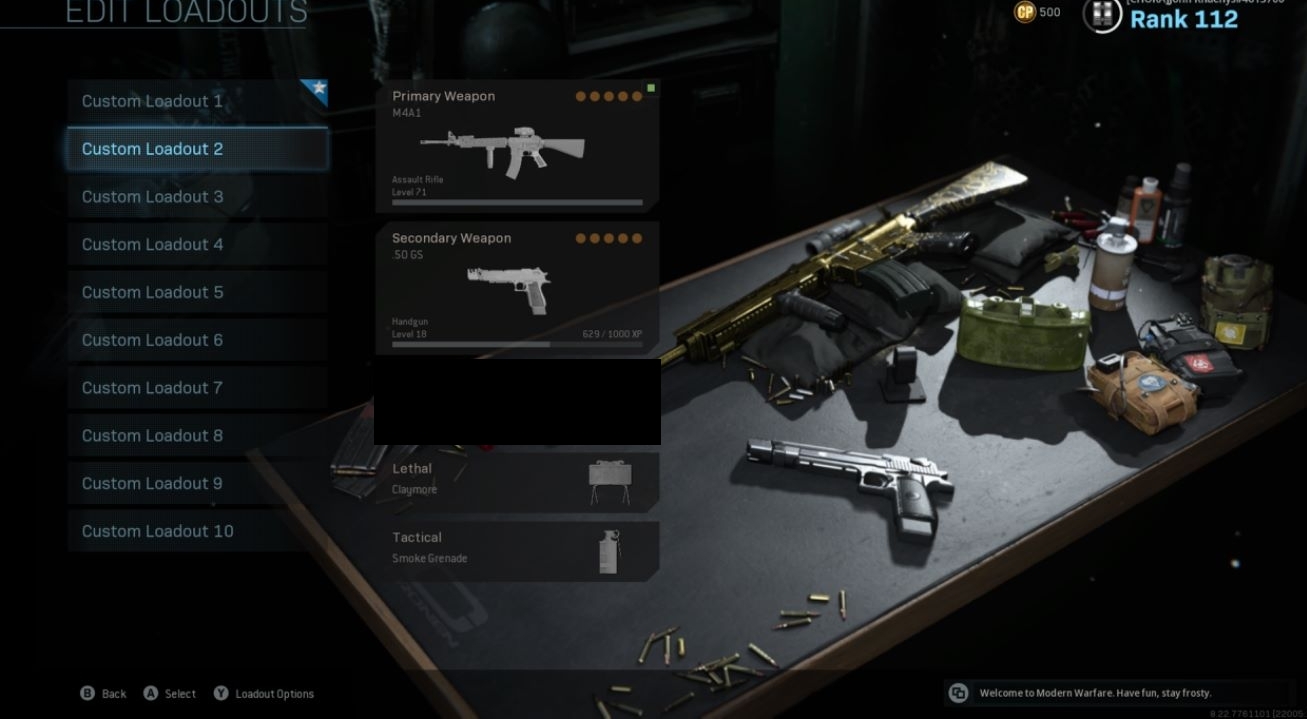 EDIT LOADOUTS
CP 500
Rank 112
Custom Loadout 1
Custom Loadout 2
Custom Loadout 3
Custom Loadout 4
Custom Loadout 5
Custom Loadout 6
Custom Loadout 7
Custom Loadout 8
Custom Loadout 9
Custom Loadout 10
Primary Weapon
M4A1
Assault Rifle
Level 71
Secondary Weapon
.50 GS
Handgun
Level 18
629 / 1000 XP
Lethal
Claymore
Tactical
Smoke Grenade
B Back A Select Y Loadout Options
Welcome to Modern Warfare. Have fun, stay frosty.